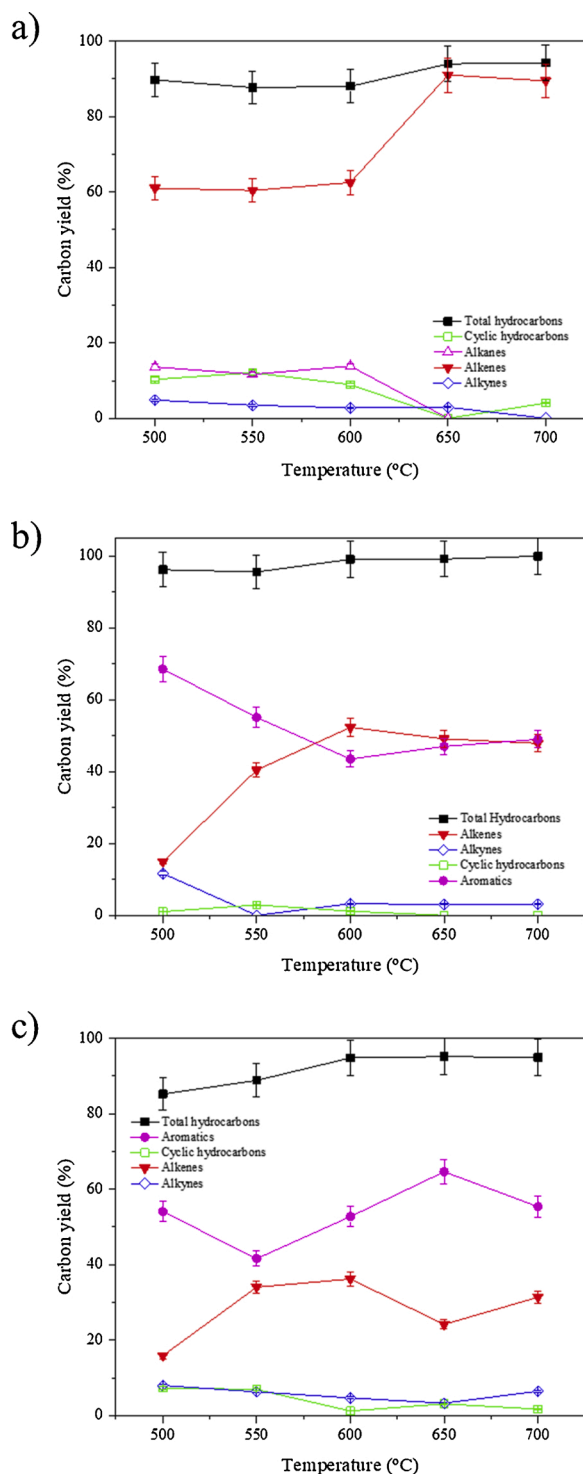 a)
100
80
60
40
20
0
Carbon yield (%)
Total hydrocarbons
Cyclic hydrocarbons
Alkanes
Alkenes
Alkynes
500 550 600 650 700
Temperature (°C)
b)
100
80
60
40
20
0
Carbon yield (%)
Total Hydrocarbons
Alkenes
Alkynes
Cyclic hydrocarbons
Aromatics
500 550 600 650 700
Temperature (°C)
c)
100
80
60
40
20
0
Carbon yield (%)
Total hydrocarbons
Aromatics
Cyclic hydrocarbons
Alkenes
Alkynes
500 550 600 650 700
Temperature (°C)